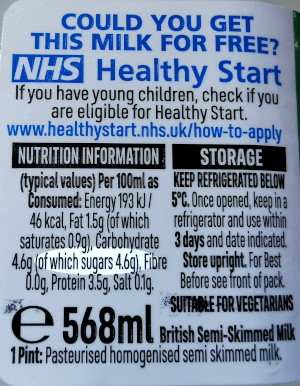 COULD YOU GET
THIS MILK FOR FREE?
NHS Healthy Start
If you have young children, check if you
are eligible for Healthy Start.
www.healthystart.nhs.uk/how-to-apply
NUTRITION INFORMATION
(typical values) Per 100ml as
Consumed: Energy 193 kJ /
46 kcal, Fat 1.5g (of which
saturates 0.9g), Carbohydrate
4.6g (of which sugars 4.6g), Fibre
0.0g, Protein 3.5g, Salt 0.1g.
STORAGE
KEEP REFRIGERATED BELOW
5°C. Once opened, keep in a
refrigerator and use within
3 days and date indicated.
Store upright. For Best
Before see front of pack.
SUITABLE FOR VEGETARIANS
e 568ml British Semi-Skimmed Milk
1 Pint: Pasteurised homogenised semi skimmed milk.